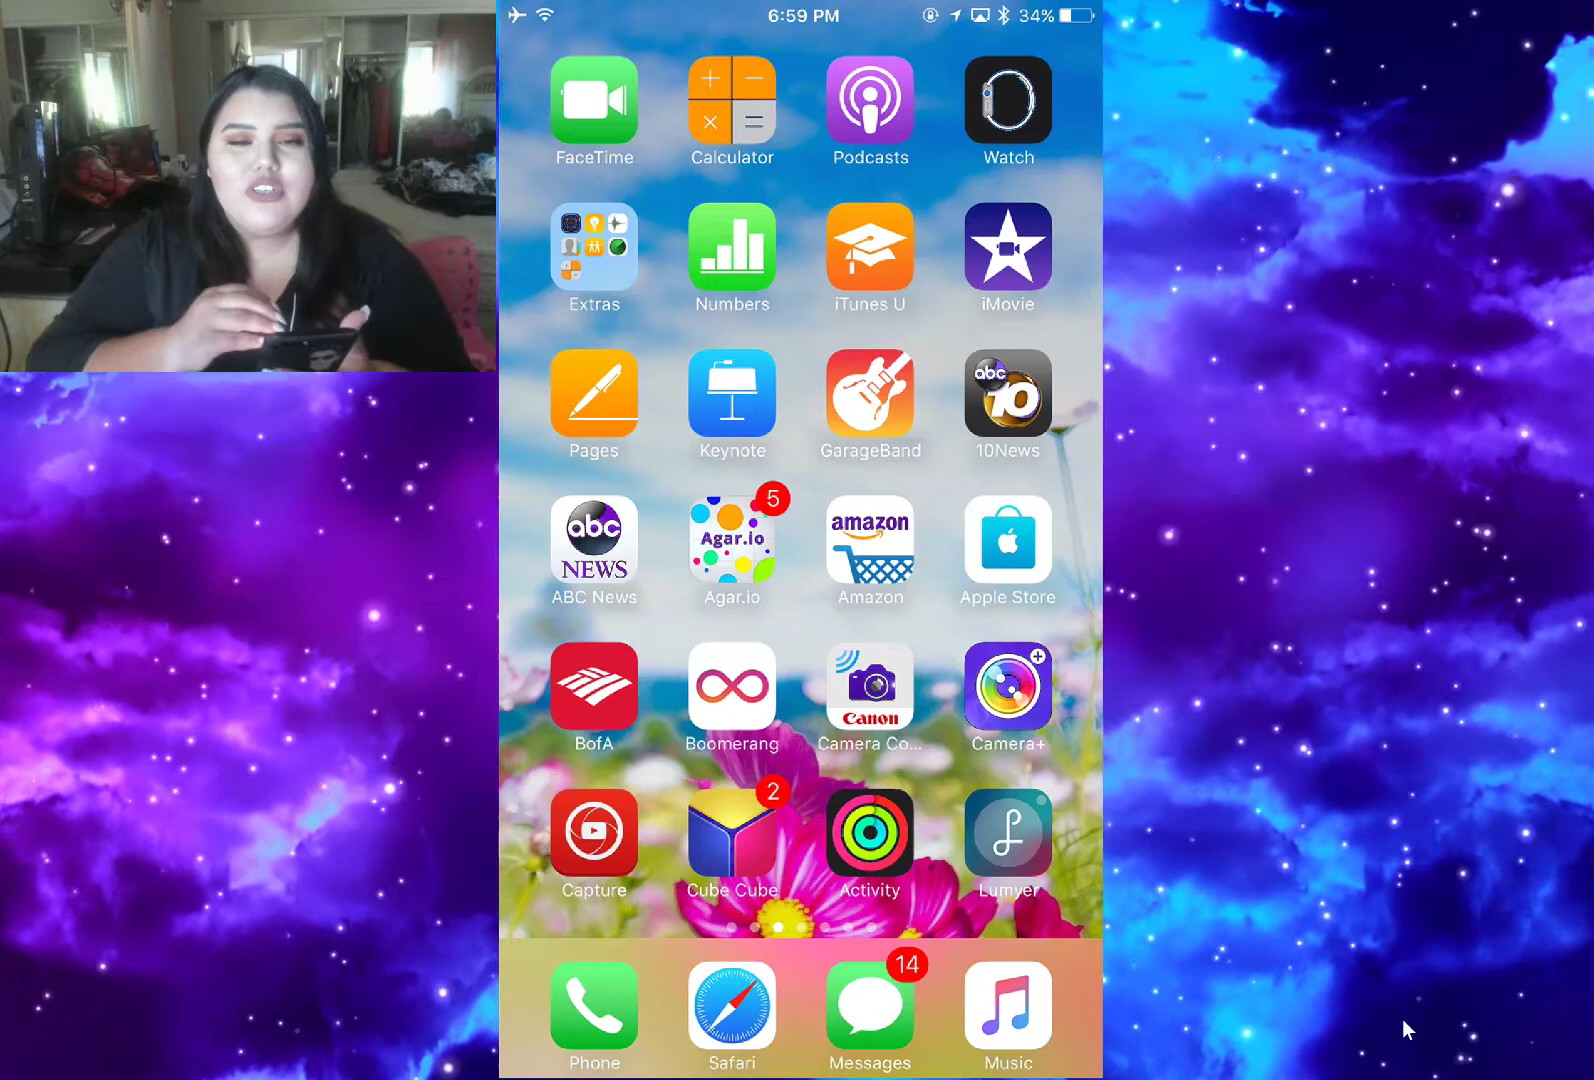 6:59 PM
34%
FaceTime
Calculator
Podcasts
Watch
Extras
Numbers
iTunes U
iMovie
abc
10
Pages
Keynote
GarageBand
10News
abc
NEWS
5
Agar.io
amazon
ABC News
Agar.io
Amazon
Apple Store
Canon
BofA
Boomerang
Camera Co...
Camera+
2
Capture
Cube Cube
Activity
Lumyer
14
Phone
Safari
Messages
Music